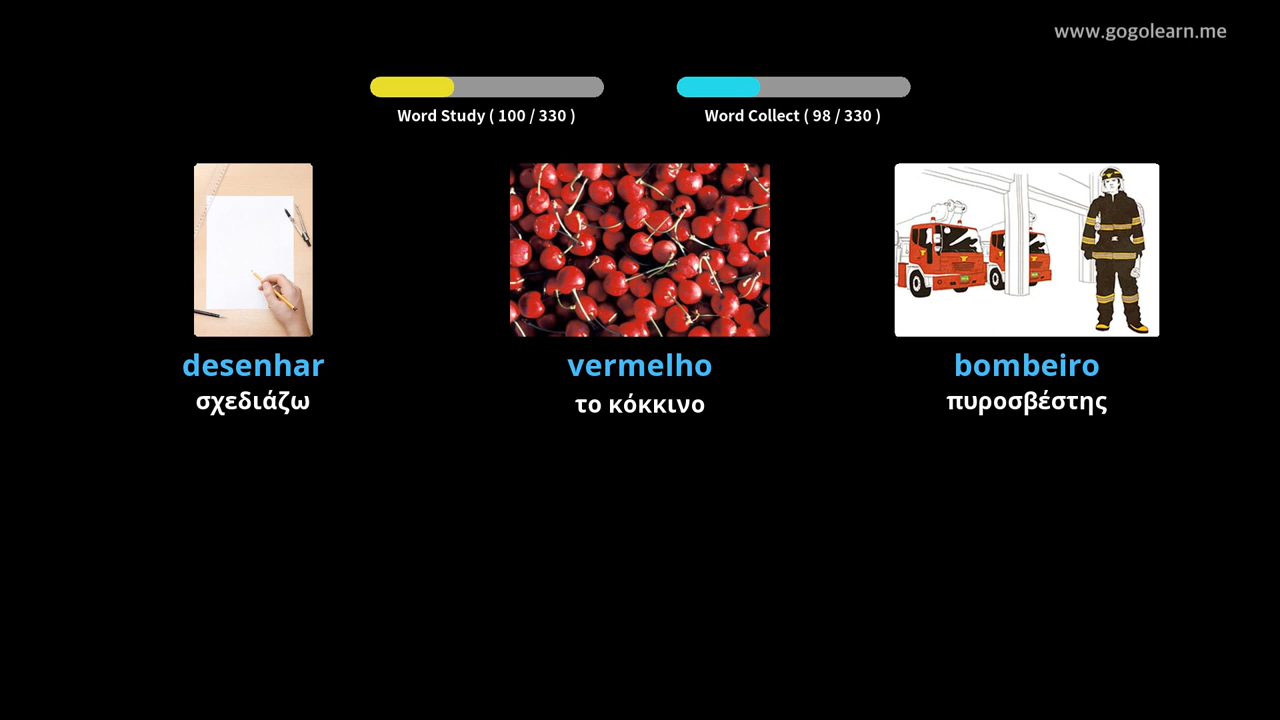 www.gogolearn.me
Word Study ( 100 / 330 )
Word Collect ( 98 / 330 )
desenhar
σχεδιάζω
vermelho
το κόκκινο
bombeiro
πυροσβέστης